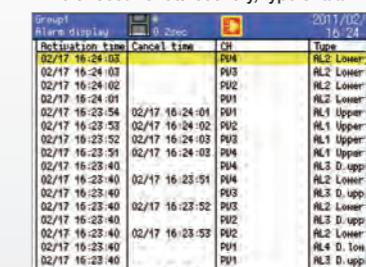 Group1 2011/02/
Alarm display 0.2sec 16:24
Activation time Cancel time CH Type
02/17 16:24:03 PV4 AL2 Lower
02/17 16:24:03 PV3 AL2 Lower
02/17 16:24:02 PV2 AL2 Lower
02/17 16:24:01 PV1 AL2 Lower
02/17 16:23:54 02/17 16:24:01 PV1 AL1 Upper
02/17 16:23:53 02/17 16:24:02 PV2 AL1 Upper
02/17 16:23:52 02/17 16:24:03 PV3 AL1 Upper
02/17 16:23:51 02/17 16:24:03 PV4 AL1 Upper
02/17 16:23:40 PV4 AL3 D.upp
02/17 16:23:40 02/17 16:23:51 PV4 AL2 Lower
02/17 16:23:40 PV3 AL3 D.upp
02/17 16:23:40 02/17 16:23:52 PV3 AL2 Lower
02/17 16:23:40 PV2 AL3 D.upp
02/17 16:23:40 02/17 16:23:53 PV2 AL2 Lower
02/17 16:23:40 PV1 AL4 D.low
02/17 16:23:40 PV1 AL3 D.upp